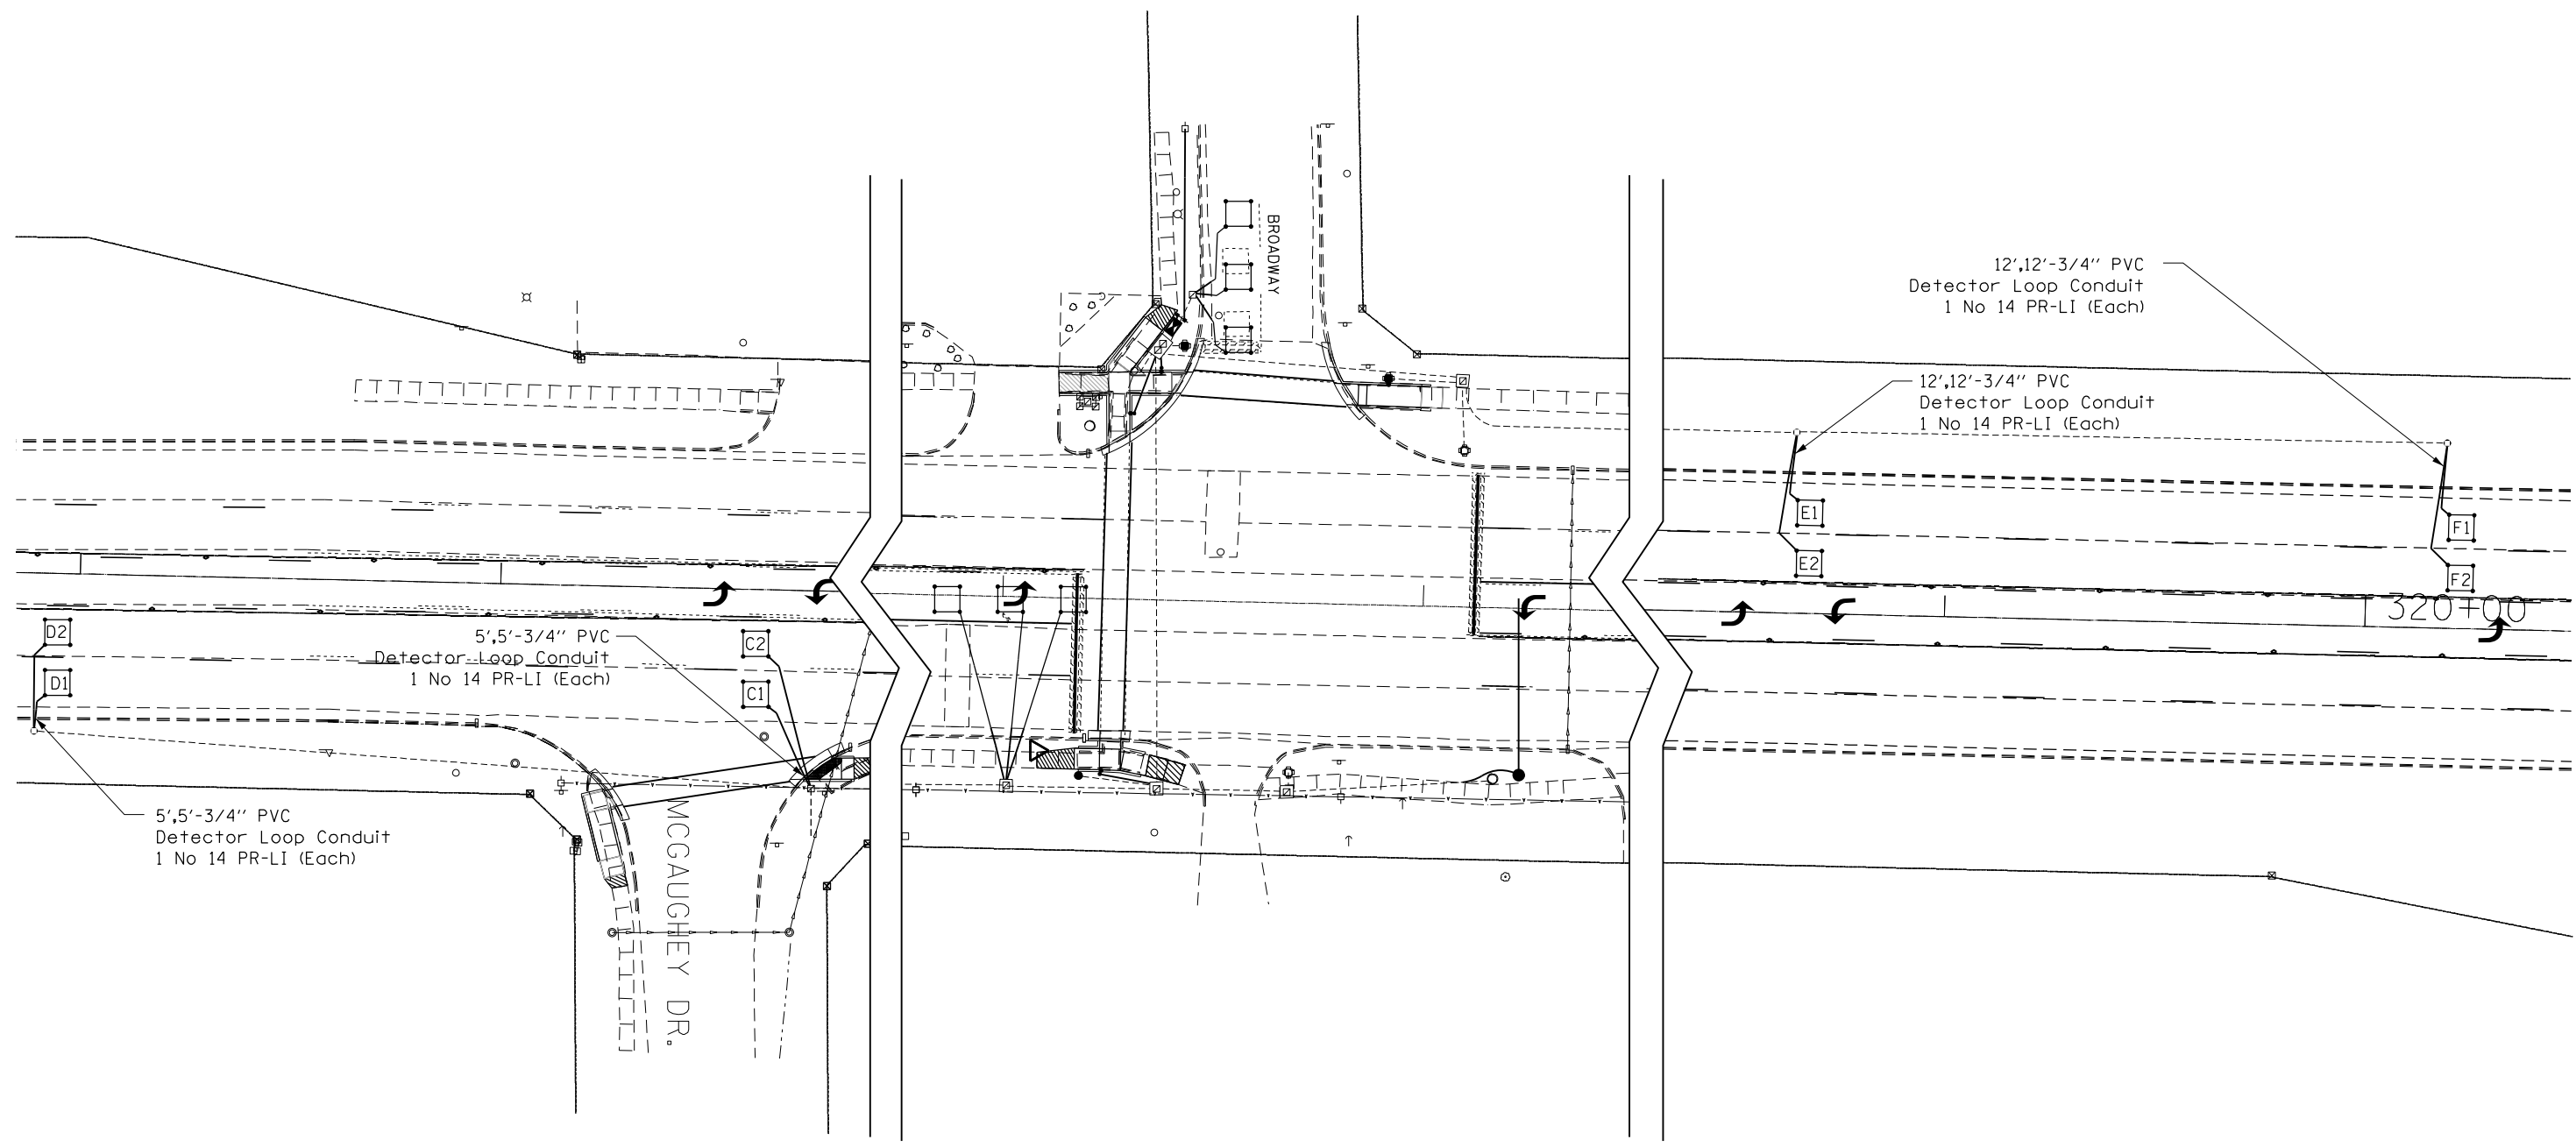 BROADWAY
12',12'-3/4" PVC
Detector Loop Conduit
1 No 14 PR-LI (Each)
12',12'-3/4" PVC
Detector Loop Conduit
1 No 14 PR-LI (Each)
E1
E2
F1
F2
320+00
D2
D1
5',5'-3/4" PVC
Detector Loop Conduit
1 No 14 PR-LI (Each)
C2
C1
5',5'-3/4" PVC
Detector Loop Conduit
1 No 14 PR-LI (Each)
MCGAUGHEY DR.